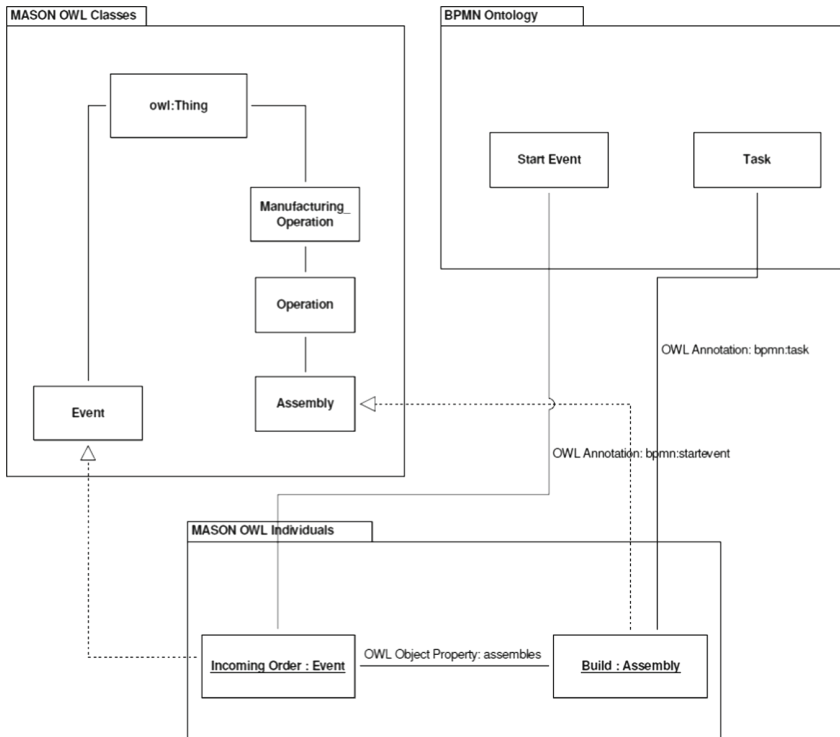 MASON OWL Classes
BPMN Ontology
owl:Thing
Start Event
Task
Manufacturing_
Operation
Operation
OWL Annotation: bpmn:task
Assembly
Event
OWL Annotation: bpmn:startevent
MASON OWL Individuals
Incoming Order : Event
OWL Object Property: assembles
Build : Assembly